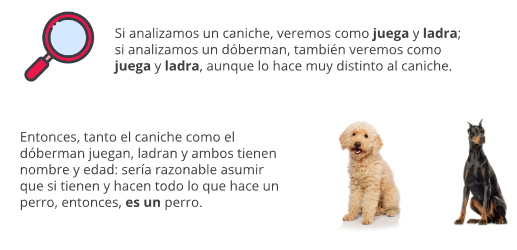 Si analizamos un caniche, veremos como juega y ladra;
si analizamos un dóberman, también veremos como
juega y ladra, aunque lo hace muy distinto al caniche.
Entonces, tanto el caniche como el
dóberman juegan, ladran y ambos tienen
nombre y edad: sería razonable asumir
que si tienen y hacen todo lo que hace un
perro, entonces, es un perro.